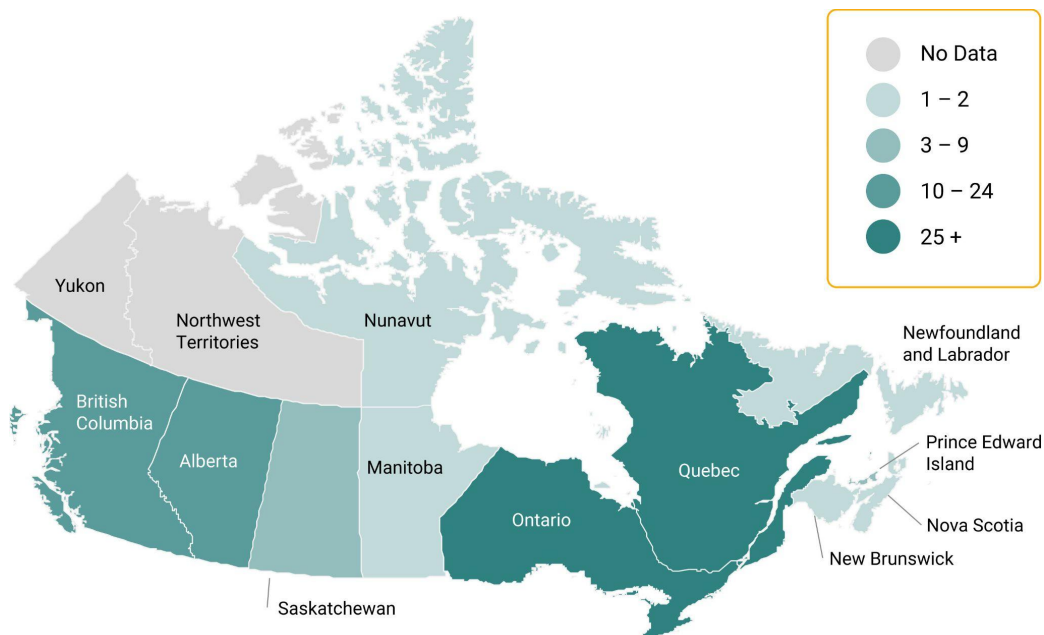 No Data
1 – 2
3 – 9
10 – 24
25 +
Yukon
Northwest
Territories
Nunavut
Newfoundland
and Labrador
British
Columbia
Alberta
Manitoba
Quebec
Prince Edward
Island
Ontario
Nova Scotia
New Brunswick
Saskatchewan